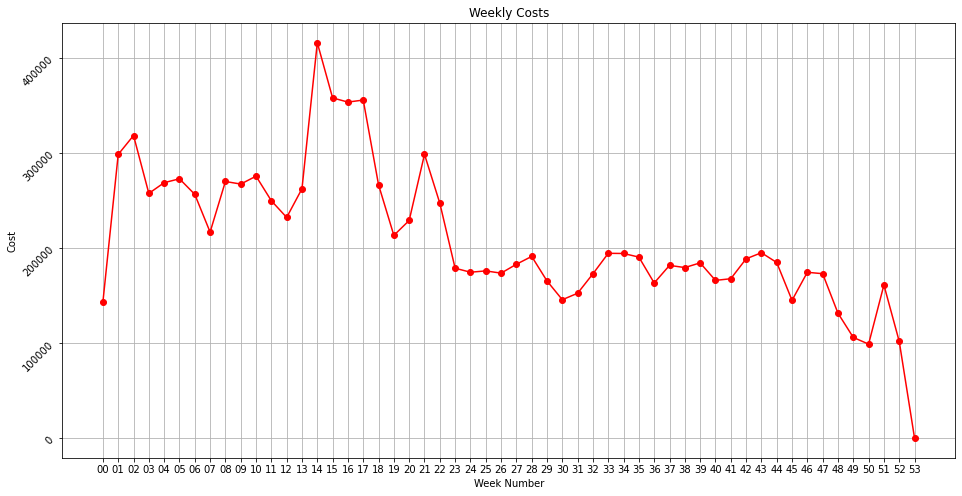 Weekly Costs
Cost
400000
300000
200000
100000
0
00 01 02 03 04 05 06 07 08 09 10 11 12 13 14 15 16 17 18 19 20 21 22 23 24 25 26 27 28 29 30 31 32 33 34 35 36 37 38 39 40 41 42 43 44 45 46 47 48 49 50 51 52 53
Week Number